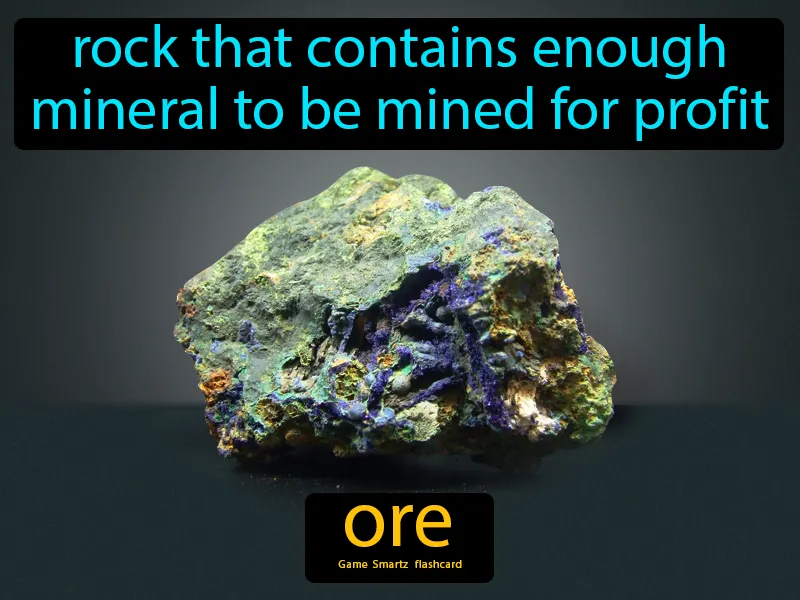 rock that contains enough
mineral to be mined for profit
ore
Game Smartz flashcard